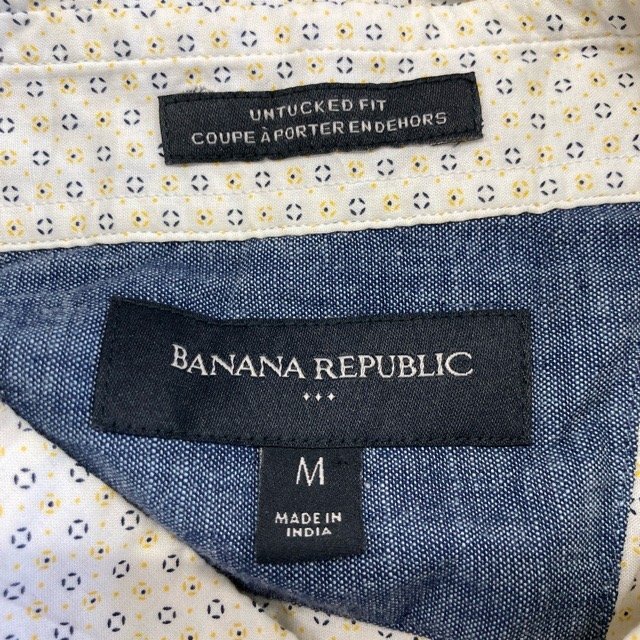 UNTUCKED FIT
COUPE À PORTER EN DEHORS
BANANA REPUBLIC
M
MADE IN
INDIA